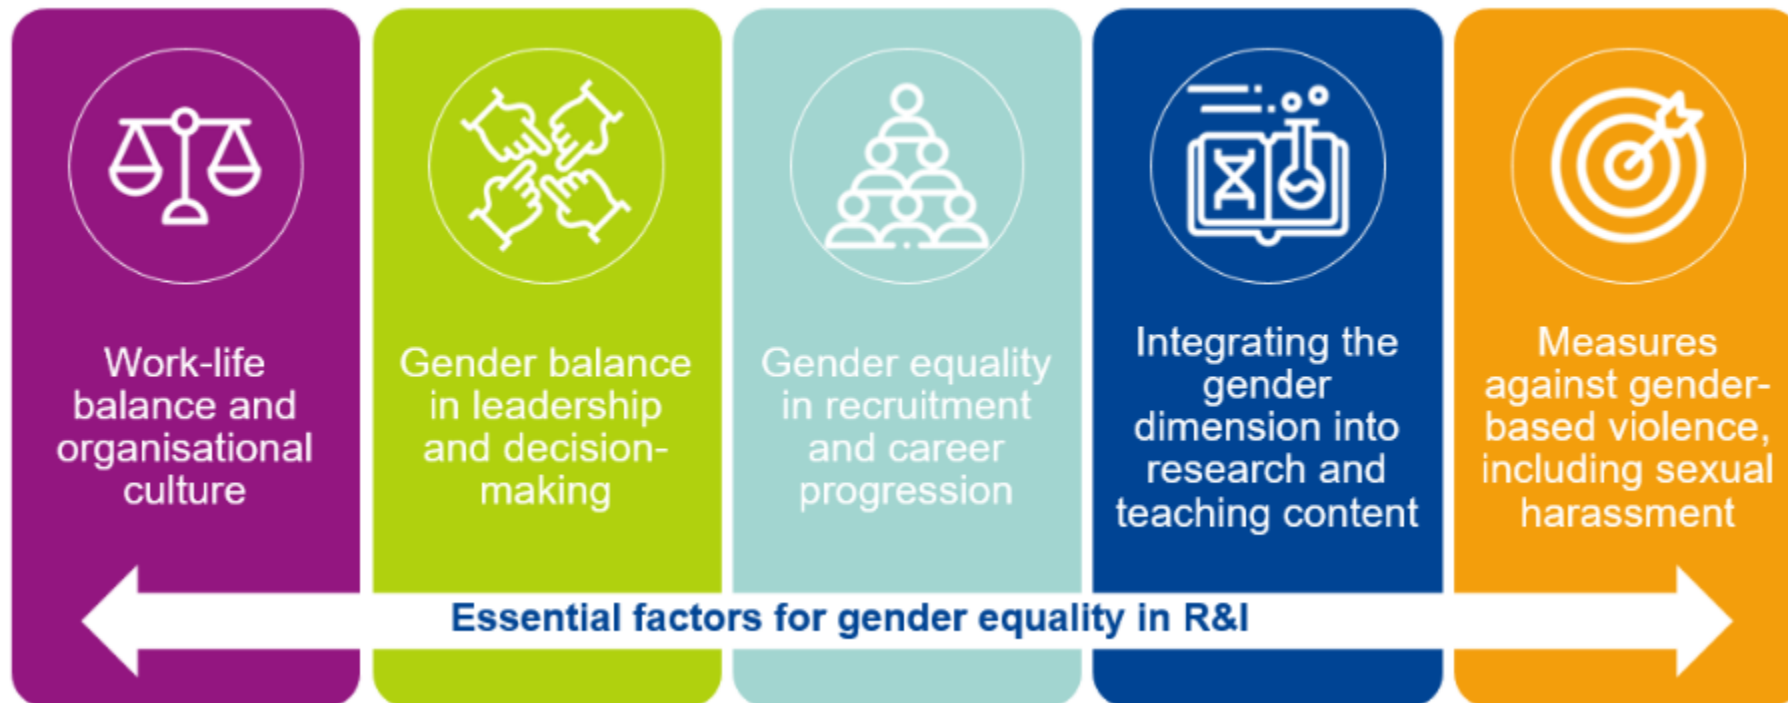 Work-life
balance and
organisational
culture
Gender balance
in leadership
and decision-
making
Gender equality
in recruitment
and career
progression
Integrating the
gender
dimension into
research and
teaching content
Measures
against gender-
based violence,
including sexual
harassment
Essential factors for gender equality in R&I